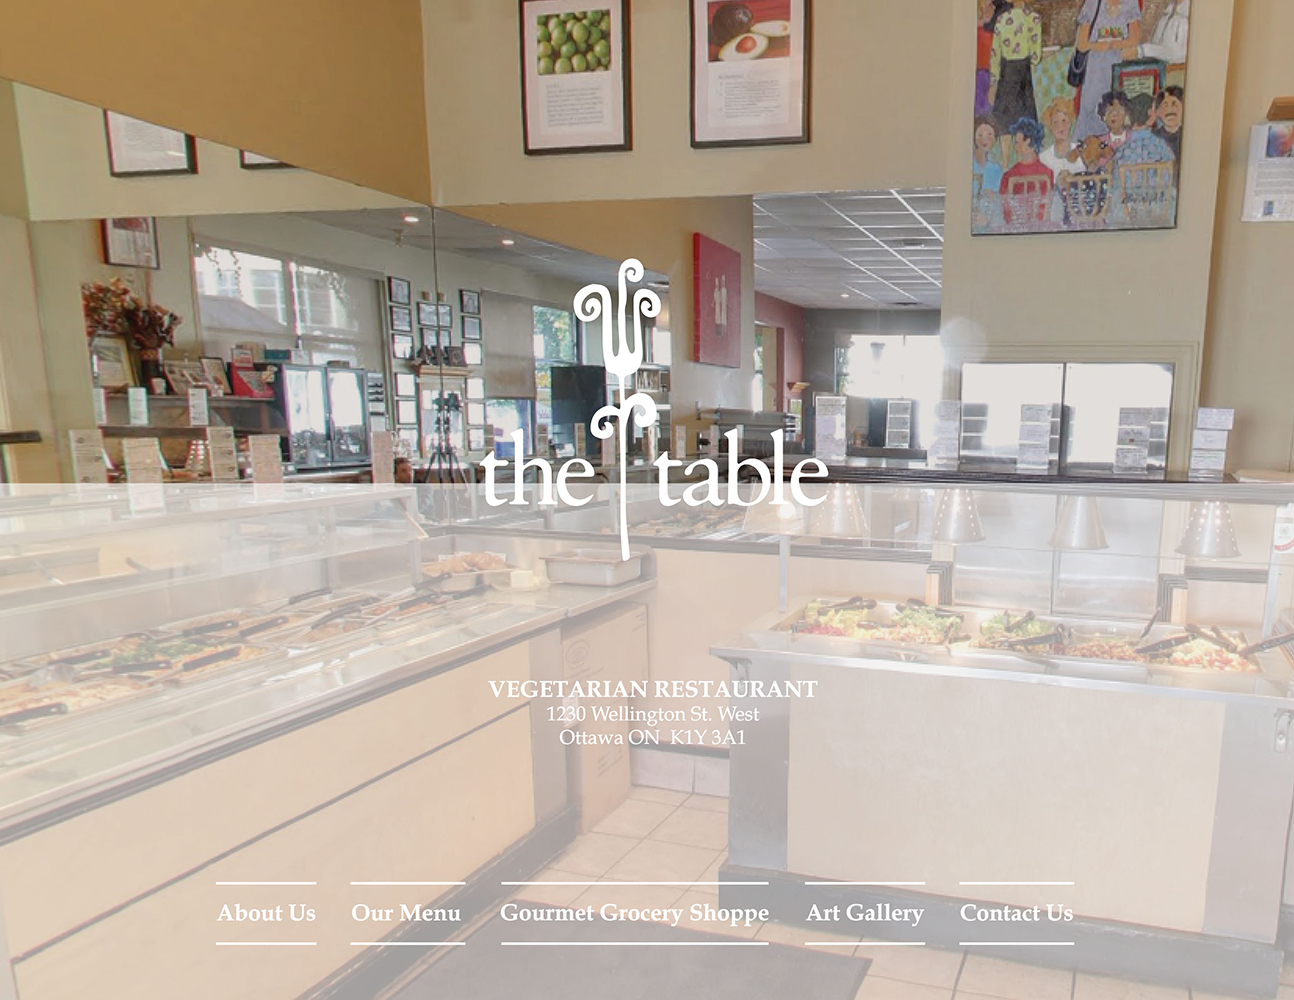 the table
VEGETARIAN RESTAURANT
1230 Wellington St. West
Ottawa ON  K1Y 3A1
About Us
Our Menu
Gourmet Grocery Shoppe
Art Gallery
Contact Us